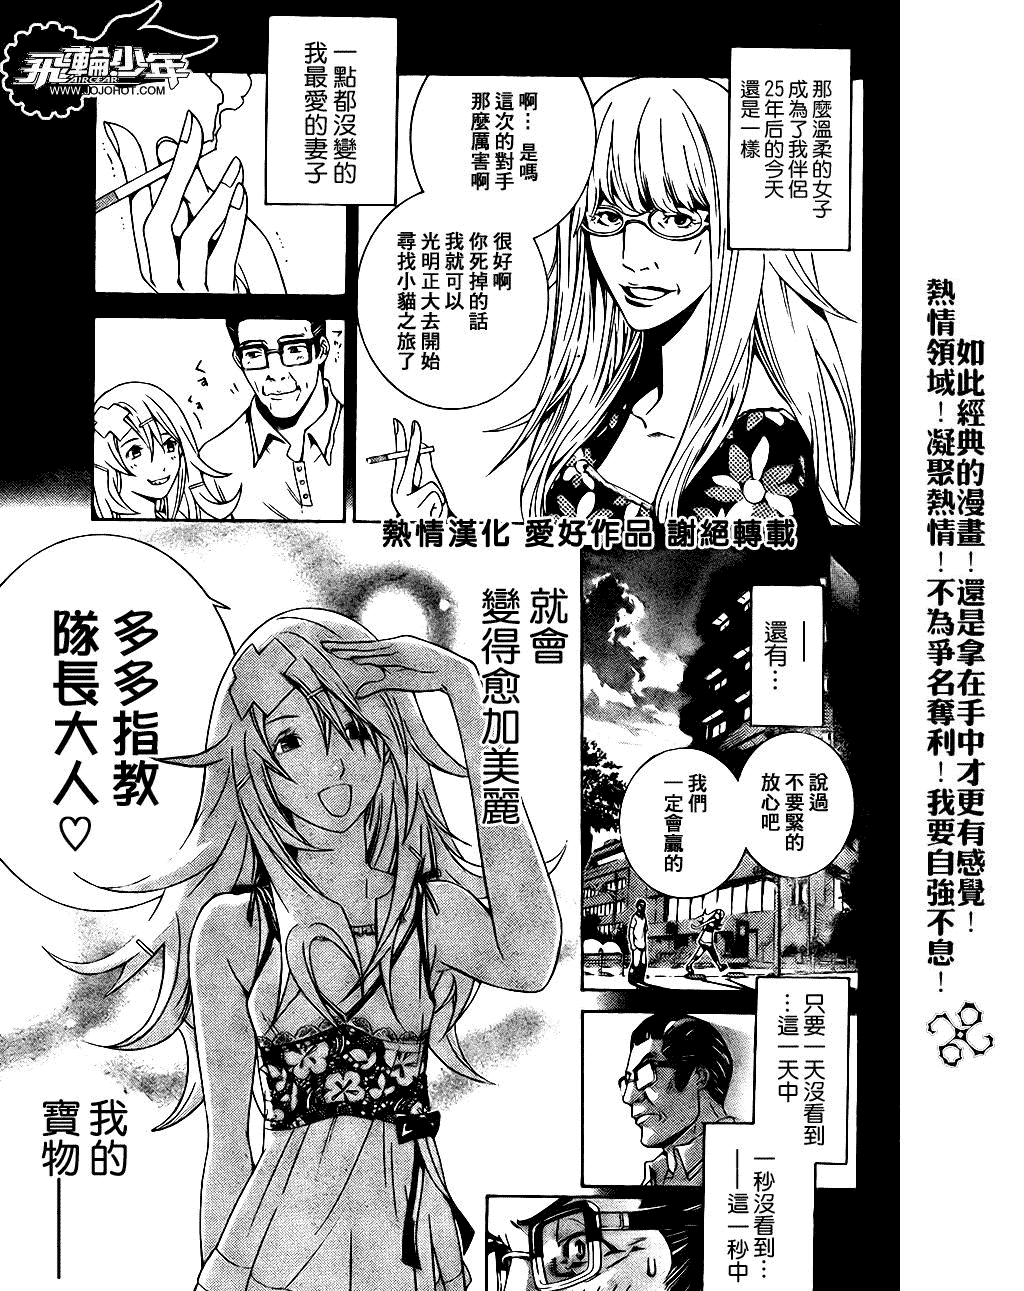 飛輪少年
AIRGEAR
WWW.JOJOHOT.COM
那麼溫柔的女子
成為了我伴侶
25年后的今天
還是一樣
啊…是嗎
這次的對手
那麼厲害啊
很好啊
你死掉的話
我就可以
光明正大去開始
尋找小貓之旅了
一點都沒變的
我最愛的妻子
熱情漢化 愛好作品 謝絕轉載
——
還有…
說過
不要緊的
放心吧
我們
一定會贏的
只要一天沒看到
…這一天中
一秒沒看到…
——這一秒中
就會
變得愈加美麗
多多指教
隊長大人♡
我的
寶物——
如此經典的漫畫！還是拿在手中才更有感覺！
熱情領域！凝聚熱情！不為爭名奪利！我要自強不息！